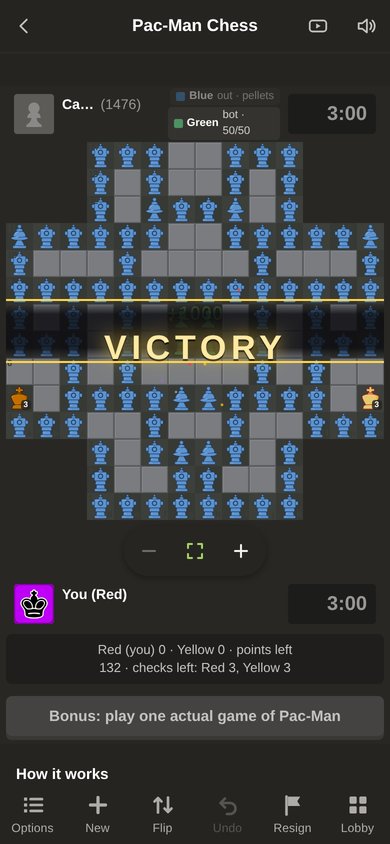 Pac-Man Chess
Ca... (1476)
Blue out · pellets
Green bot ·
50/50
3:00
+1000
VICTORY
3
3
You (Red)
3:00
Red (you) 0 · Yellow 0 · points left
132 · checks left: Red 3, Yellow 3
Bonus: play one actual game of Pac-Man
How it works
Options
New
Flip
Undo
Resign
Lobby